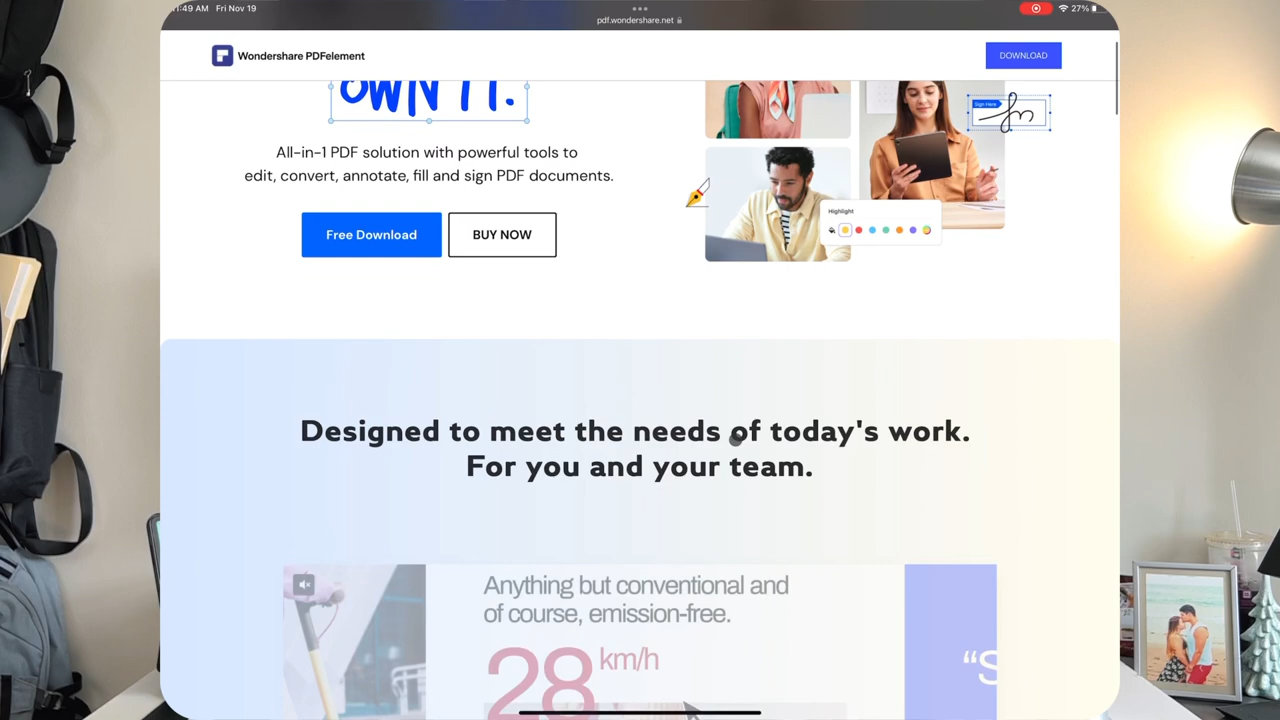 :49 AM Fri Nov 19
27%
pdf.wondershare.net
Wondershare PDFelement
DOWNLOAD
OWN IT.
Sign Here
All-in-1 PDF solution with powerful tools to
edit, convert, annotate, fill and sign PDF documents.
Highlight
Free Download
BUY NOW
Designed to meet the needs of today's work.
For you and your team.
Anything but conventional and
of course, emission-free.
28 km/h
“S